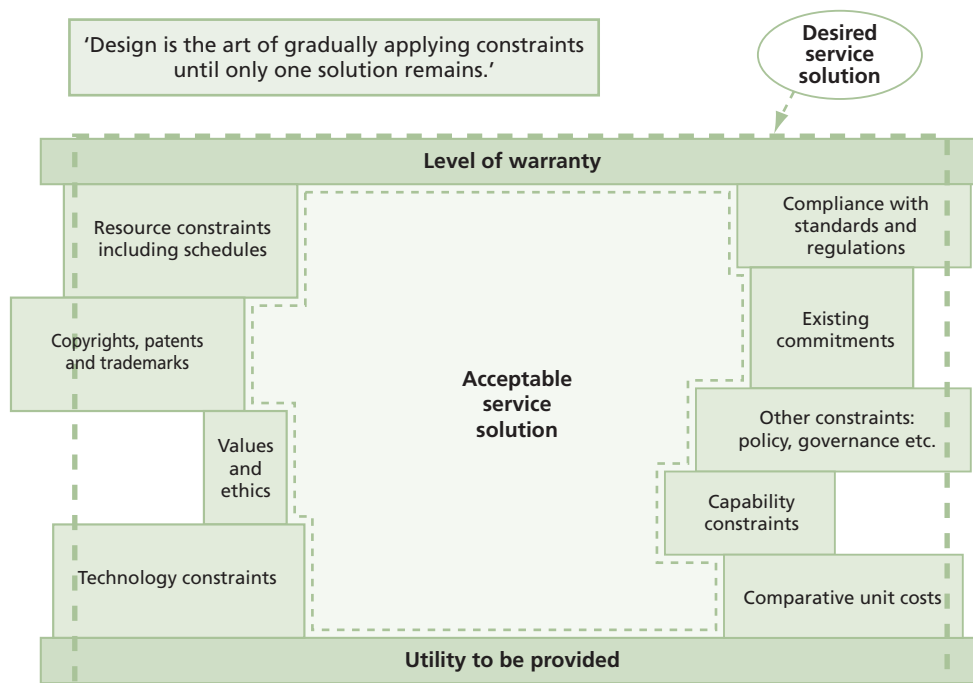 ‘Design is the art of gradually applying constraints
until only one solution remains.’
Desired
service
solution
Level of warranty
Resource constraints
including schedules
Compliance with
standards and
regulations
Copyrights, patents
and trademarks
Existing
commitments
Acceptable
service
solution
Values
and
ethics
Other constraints:
policy, governance etc.
Capability
constraints
Technology constraints
Comparative unit costs
Utility to be provided